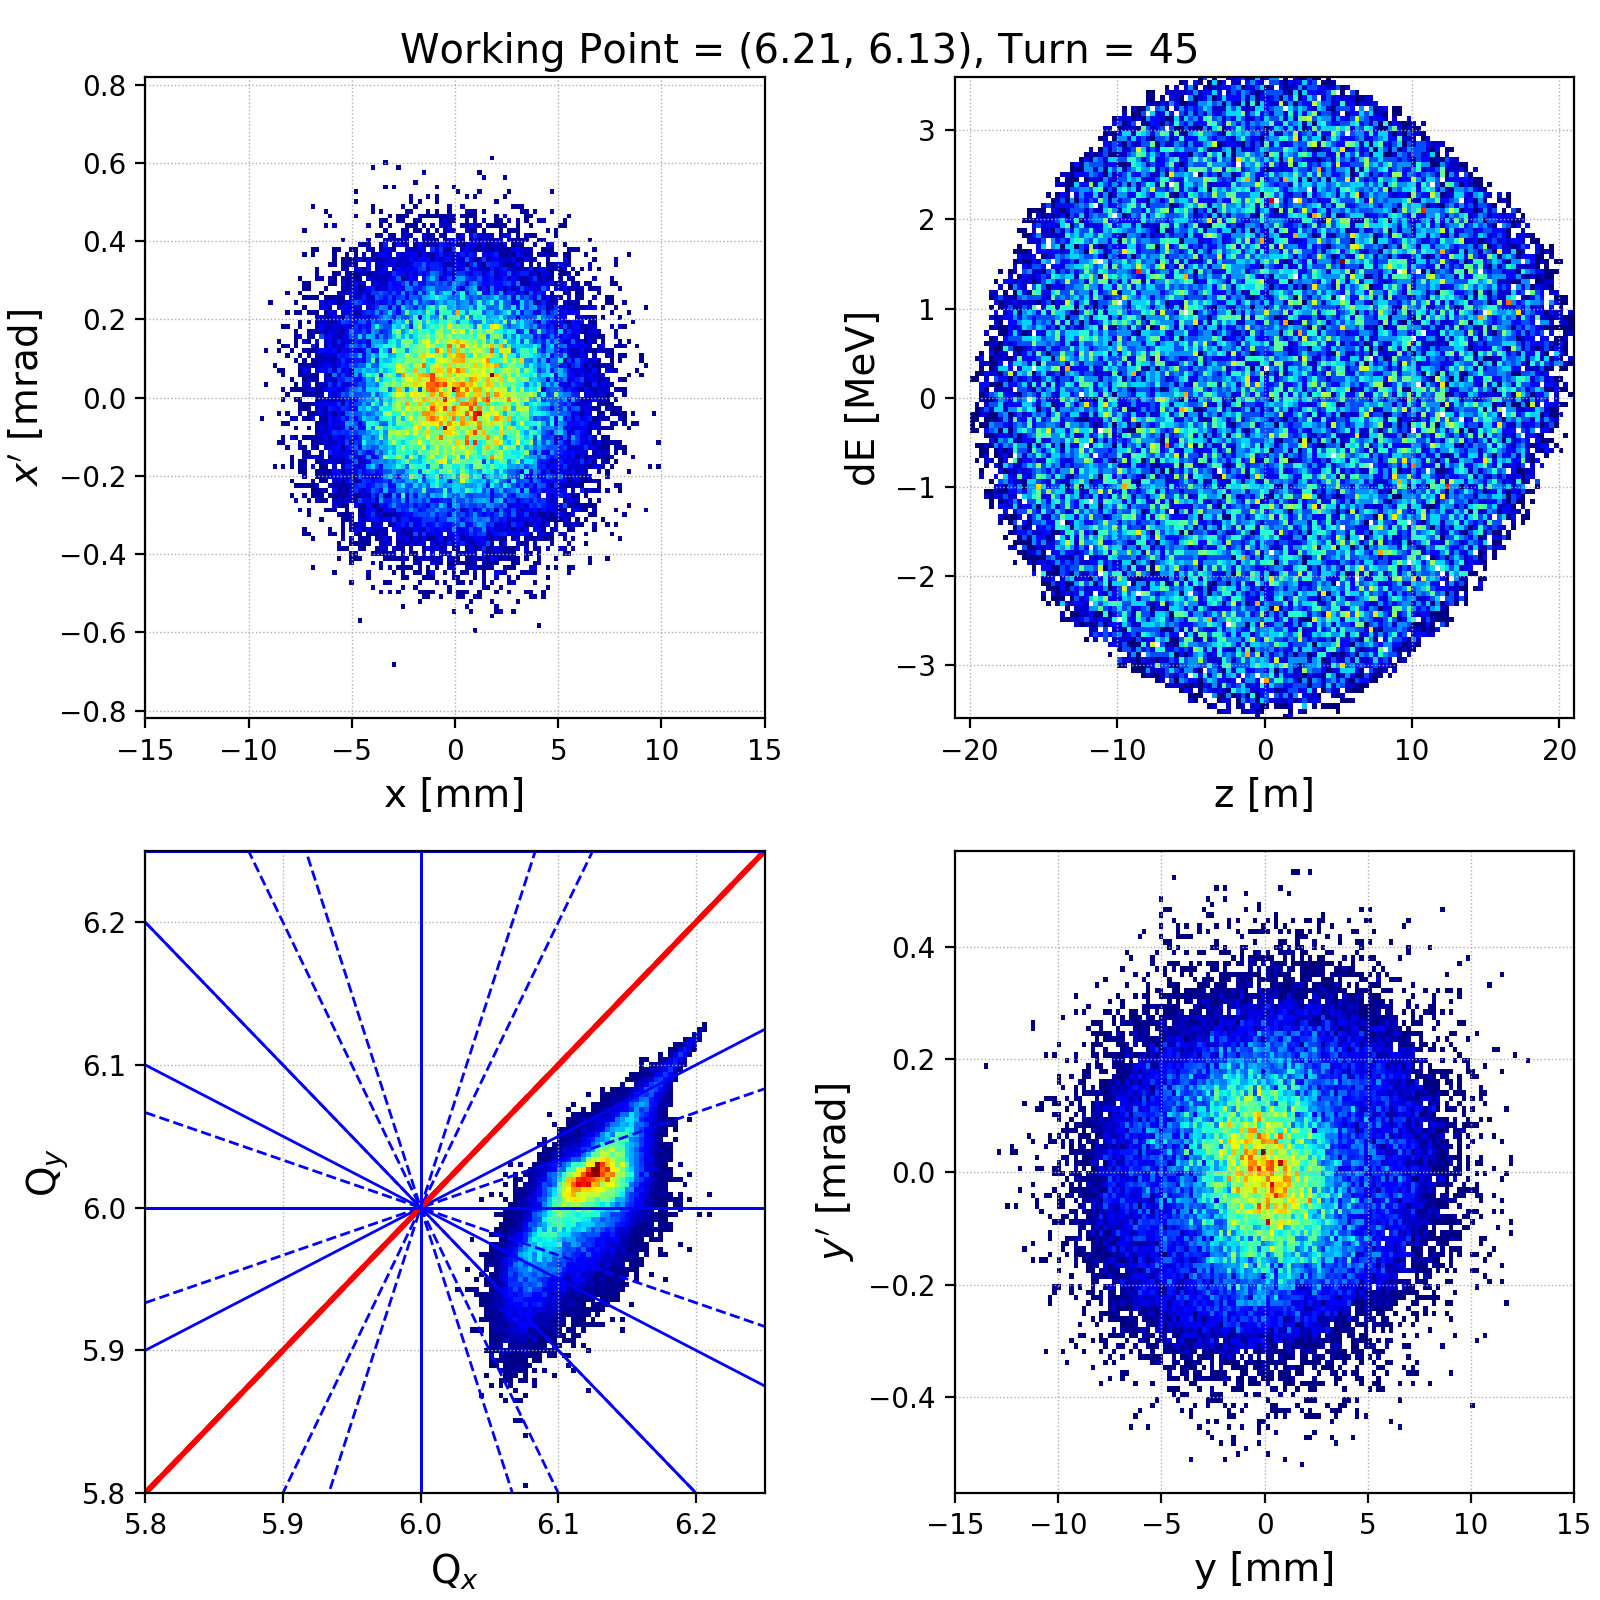 Working Point = (6.21, 6.13), Turn = 45
0.8
0.6
0.4
0.2
0.0
−0.2
−0.4
−0.6
−0.8
x′ [mrad]
−15 −10 −5 0 5 10 15
x [mm]
3
2
1
0
−1
−2
−3
dE [MeV]
−20 −10 0 10 20
z [m]
6.2
6.1
6.0
5.9
5.8
Qy
5.8 5.9 6.0 6.1 6.2
Qx
0.4
0.2
0.0
−0.2
−0.4
y′ [mrad]
−15 −10 −5 0 5 10 15
y [mm]